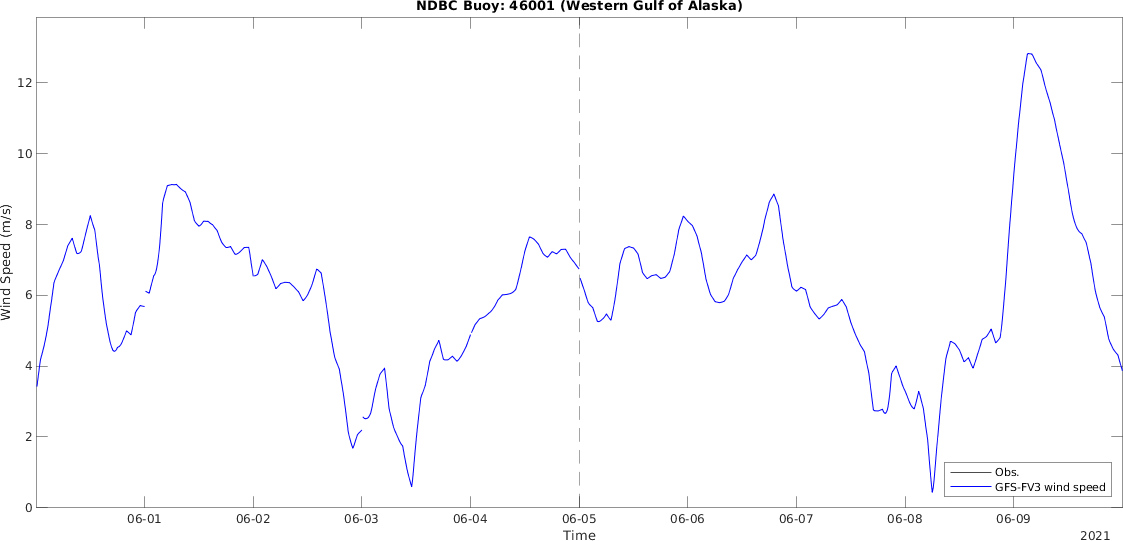 NDBC Buoy: 46001 (Western Gulf of Alaska)
12
10
8
6
4
2
0
Wind Speed (m/s)
Obs.
GFS-FV3 wind speed
06-01 06-02 06-03 06-04 06-05 06-06 06-07 06-08 06-09
Time
2021